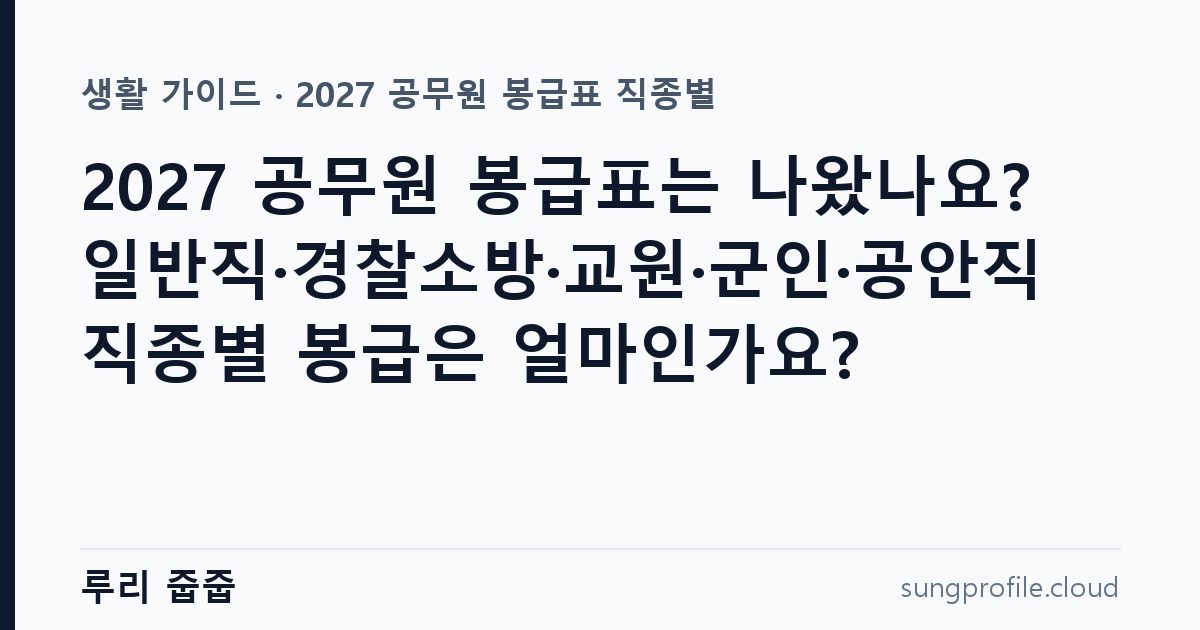 생활 가이드 · 2027 공무원 봉급표 직종별
2027 공무원 봉급표는 나왔나요?
일반직·경찰소방·교원·군인·공안직
직종별 봉급은 얼마인가요?
루리 줍줍
sungprofile.cloud